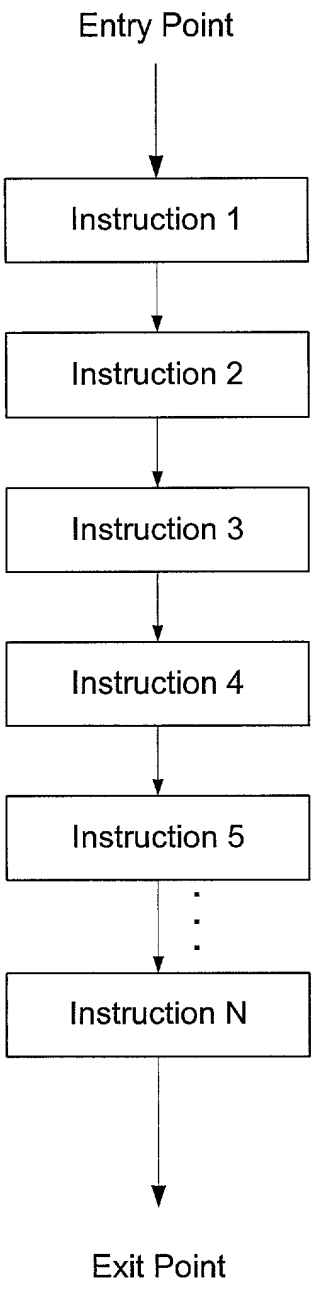 Entry Point
Instruction 1
Instruction 2
Instruction 3
Instruction 4
Instruction 5
Instruction N
Exit Point